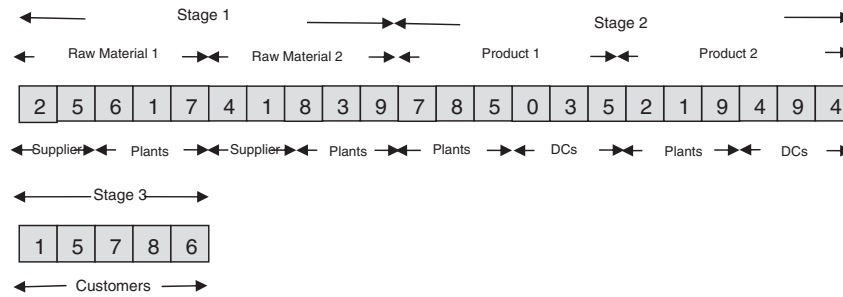 Stage 1 Stage 2
Raw Material 1 Raw Material 2 Product 1 Product 2
2 5 6 1 7 4 1 8 3 9 7 8 5 0 3 5 2 1 9 4 9 4
Supplier Plants Supplier Plants Plants DCs Plants DCs
Stage 3
1 5 7 8 6
Customers